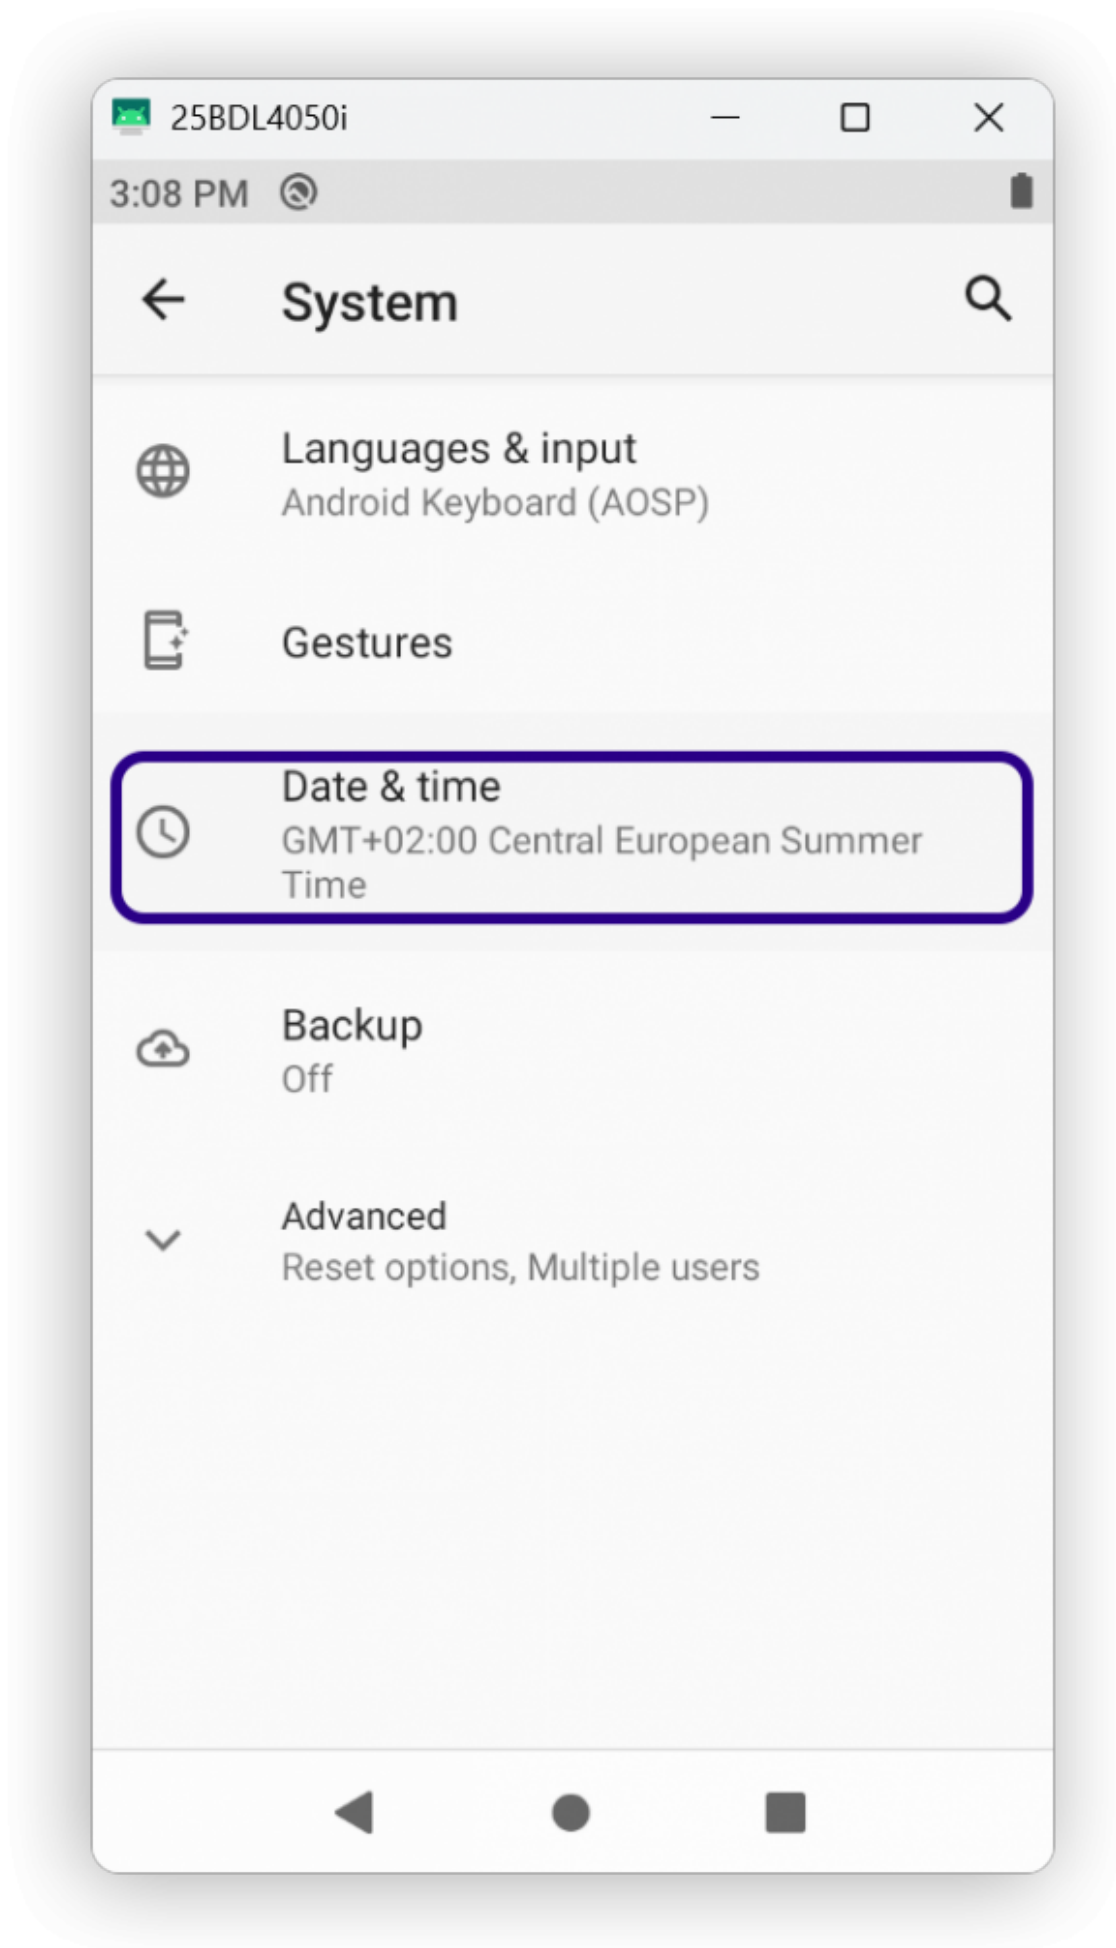 25BDL4050i
3:08 PM
System
Languages & input
Android Keyboard (AOSP)
Gestures
Date & time
GMT+02:00 Central European Summer
Time
Backup
Off
Advanced
Reset options, Multiple users